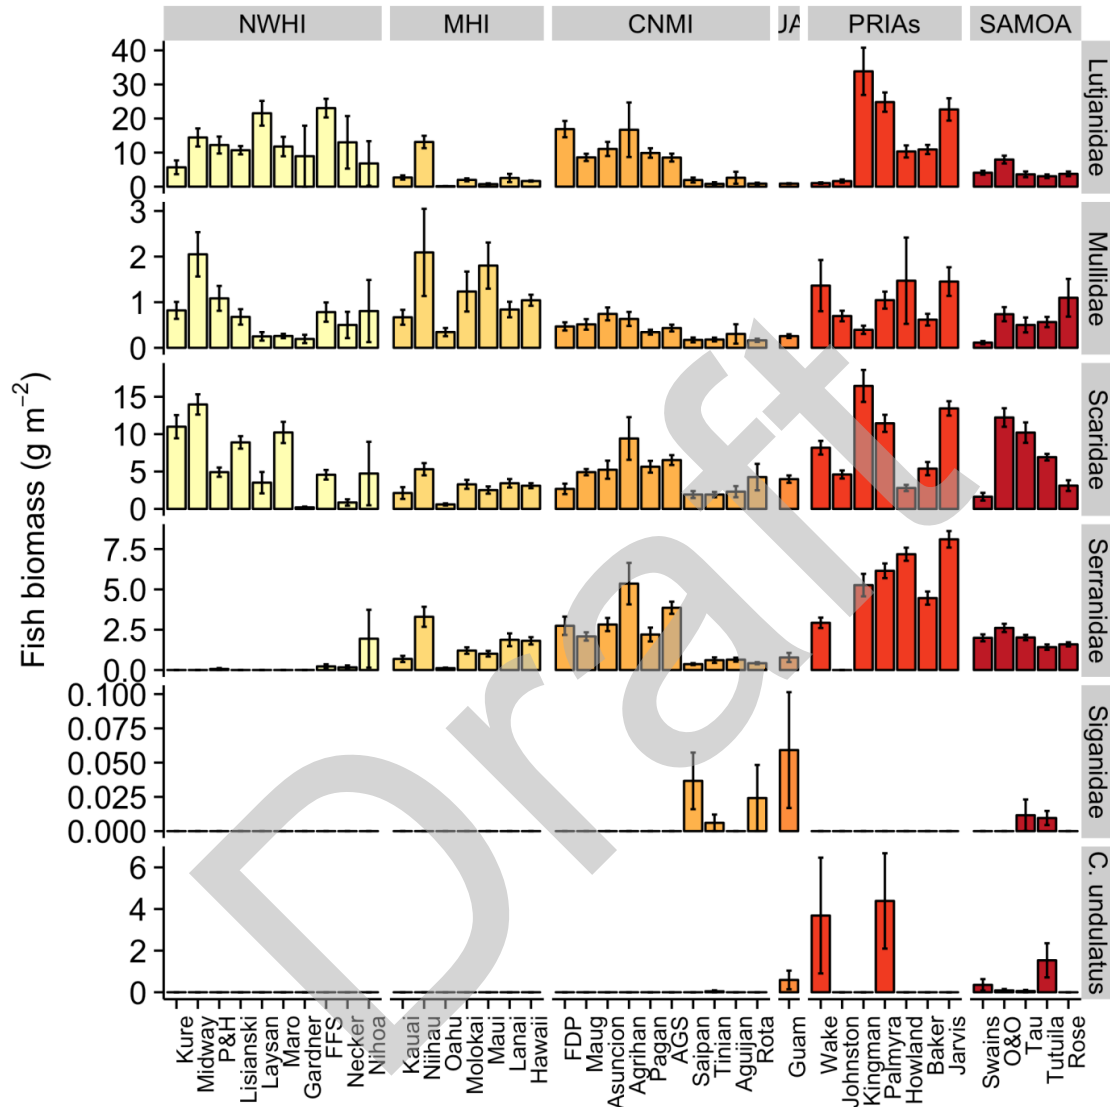 NWHI MHI CNMI JA PRIAs SAMOA
Fish biomass (g m⁻²)
40
30
20
10
0
Lutjanidae
3
2
1
0
Mullidae
15
10
5
0
Scaridae
7.5
5.0
2.5
0.0
Serranidae
0.100
0.075
0.050
0.025
0.000
Siganidae
6
4
2
0
C. undulatus
Kure
Midway
P&H
Lisianski
Laysan
Maro
Gardner
FFS
Necker
Nihoa
Kauai
Niihau
Oahu
Molokai
Maui
Lanai
Hawaii
FDP
Maug
Asuncion
Agrihan
Pagan
AGS
Saipan
Tinian
Aguijan
Rota
Guam
Wake
Johnston
Kingman
Palmyra
Howland
Baker
Jarvis
Swains
O&O
Tau
Tutuila
Rose
Draft